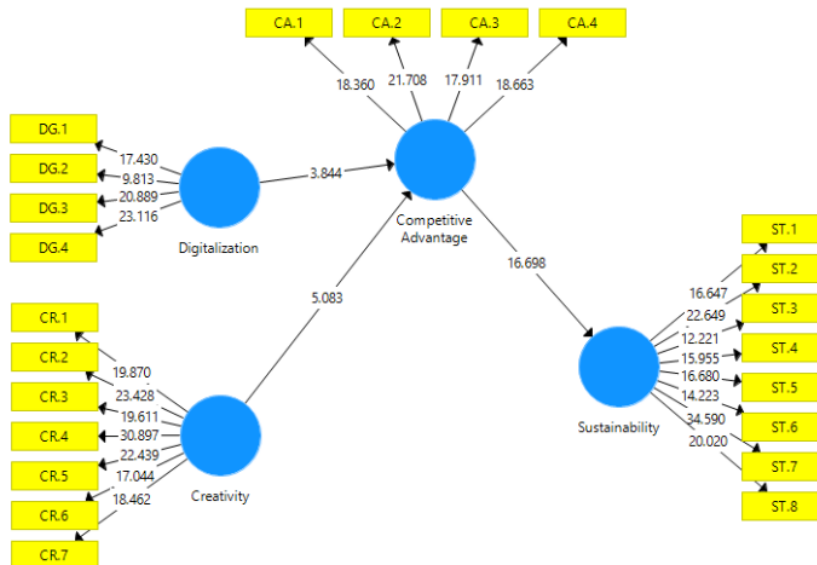 CA.1
CA.2
CA.3
CA.4
18.360
21.708
17.911
18.663
DG.1
DG.2
DG.3
DG.4
17.430
9.813
20.889
23.116
Digitalization
3.844
Competitive
Advantage
5.083
16.698
CR.1
CR.2
CR.3
CR.4
CR.5
CR.6
CR.7
19.870
23.428
19.611
30.897
22.439
17.044
18.462
Creativity
Sustainability
16.647
22.649
12.221
15.955
16.680
14.223
34.590
20.020
ST.1
ST.2
ST.3
ST.4
ST.5
ST.6
ST.7
ST.8